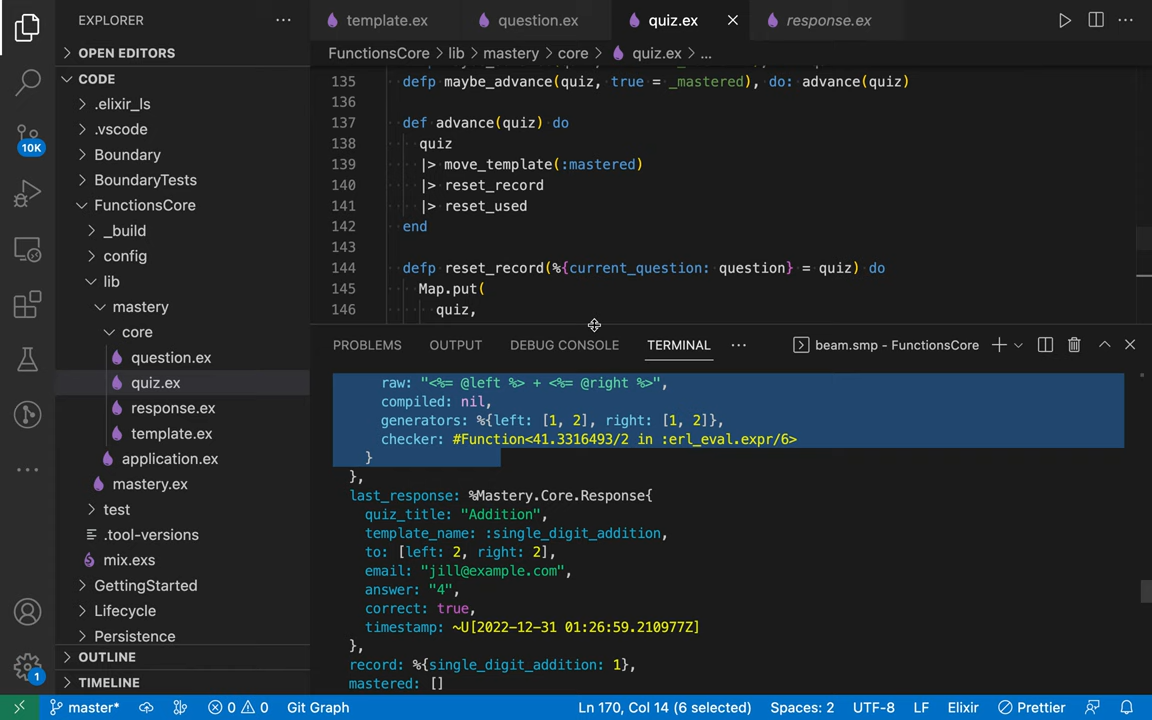 EXPLORER
OPEN EDITORS
CODE
.elixir_ls
.vscode
Boundary
BoundaryTests
FunctionsCore
_build
config
lib
mastery
core
question.ex
quiz.ex
response.ex
template.ex
application.ex
mastery.ex
test
.tool-versions
mix.exs
GettingStarted
Lifecycle
Persistence
OUTLINE
TIMELINE
10K
1
template.ex question.ex quiz.ex response.ex
FunctionsCore > lib > mastery > core > quiz.ex > ...
135 defp maybe_advance(quiz, true = _mastered), do: advance(quiz)
136
137 def advance(quiz) do
138 quiz
139 |> move_template(:mastered)
140 |> reset_record
141 |> reset_used
142 end
143
144 defp reset_record(%{current_question: question} = quiz) do
145 Map.put(
146 quiz,
PROBLEMS OUTPUT DEBUG CONSOLE TERMINAL ... beam.smp - FunctionsCore
raw: "<%= @left %> + <%= @right %>",
compiled: nil,
generators: %{left: [1, 2], right: [1, 2]},
checker: #Function<41.3316493/2 in :erl_eval.expr/6>
}
},
last_response: %Mastery.Core.Response{
quiz_title: "Addition",
template_name: :single_digit_addition,
to: [left: 2, right: 2],
email: "jill@example.com",
answer: "4",
correct: true,
timestamp: ~U[2022-12-31 01:26:59.210977Z]
},
record: %{single_digit_addition: 1},
mastered: []
master* 0 0 Git Graph Ln 170, Col 14 (6 selected) Spaces: 2 UTF-8 LF Elixir Prettier